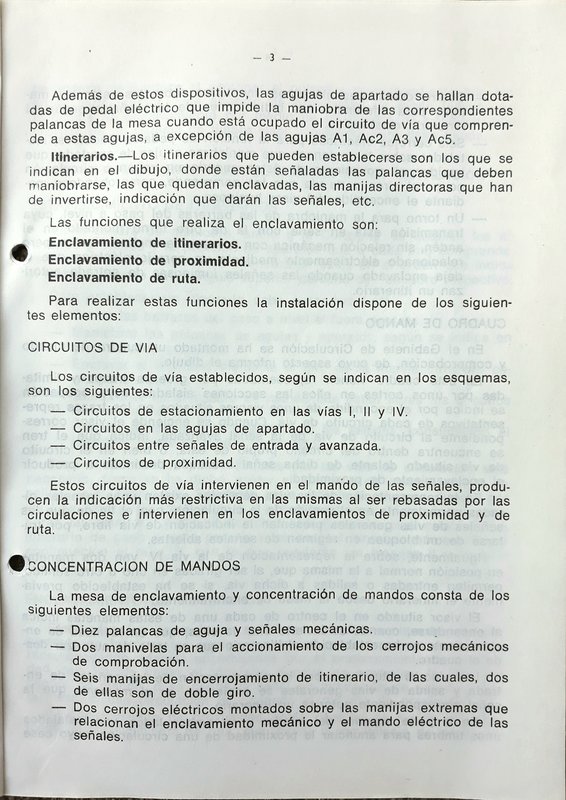 — 3 —
Además de estos dispositivos, las agujas de apartado se hallan dota-
das de pedal eléctrico que impide la maniobra de las correspondientes
palancas de la mesa cuando está ocupado el circuito de vía que compren-
de a estas agujas, a excepción de las agujas A1, Ac2, A3 y Ac5.
Itinerarios.—Los itinerarios que pueden establecerse son los que se
indican en el dibujo, donde están señaladas las palancas que deben
maniobrarse, las que quedan enclavadas, las manijas directoras que han
de invertirse, indicación que darán las señales, etc.
Las funciones que realiza el enclavamiento son:
Enclavamiento de itinerarios.
Enclavamiento de proximidad.
Enclavamiento de ruta.
Para realizar estas funciones la instalación dispone de los siguien-
tes elementos:
CIRCUITOS DE VIA
Los circuitos de vía establecidos, según se indican en los esquemas,
son los siguientes:
— Circuitos de estacionamiento en las vías I, II y IV.
— Circuitos en las agujas de apartado.
— Circuitos entre señales de entrada y avanzada.
— Circuitos de proximidad.
Estos circuitos de vía intervienen en el mando de las señales, produ-
cen la indicación más restrictiva en las mismas al ser rebasadas por las
circulaciones e intervienen en los enclavamientos de proximidad y de
ruta.
CONCENTRACION DE MANDOS
La mesa de enclavamiento y concentración de mandos consta de los
siguientes elementos:
— Diez palancas de aguja y señales mecánicas.
— Dos manivelas para el accionamiento de los cerrojos mecánicos
de comprobación.
— Seis manijas de encerrojamiento de itinerario, de las cuales, dos
de ellas son de doble giro.
— Dos cerrojos eléctricos montados sobre las manijas extremas que
relacionan el enclavamiento mecánico y el mando eléctrico de las
señales.